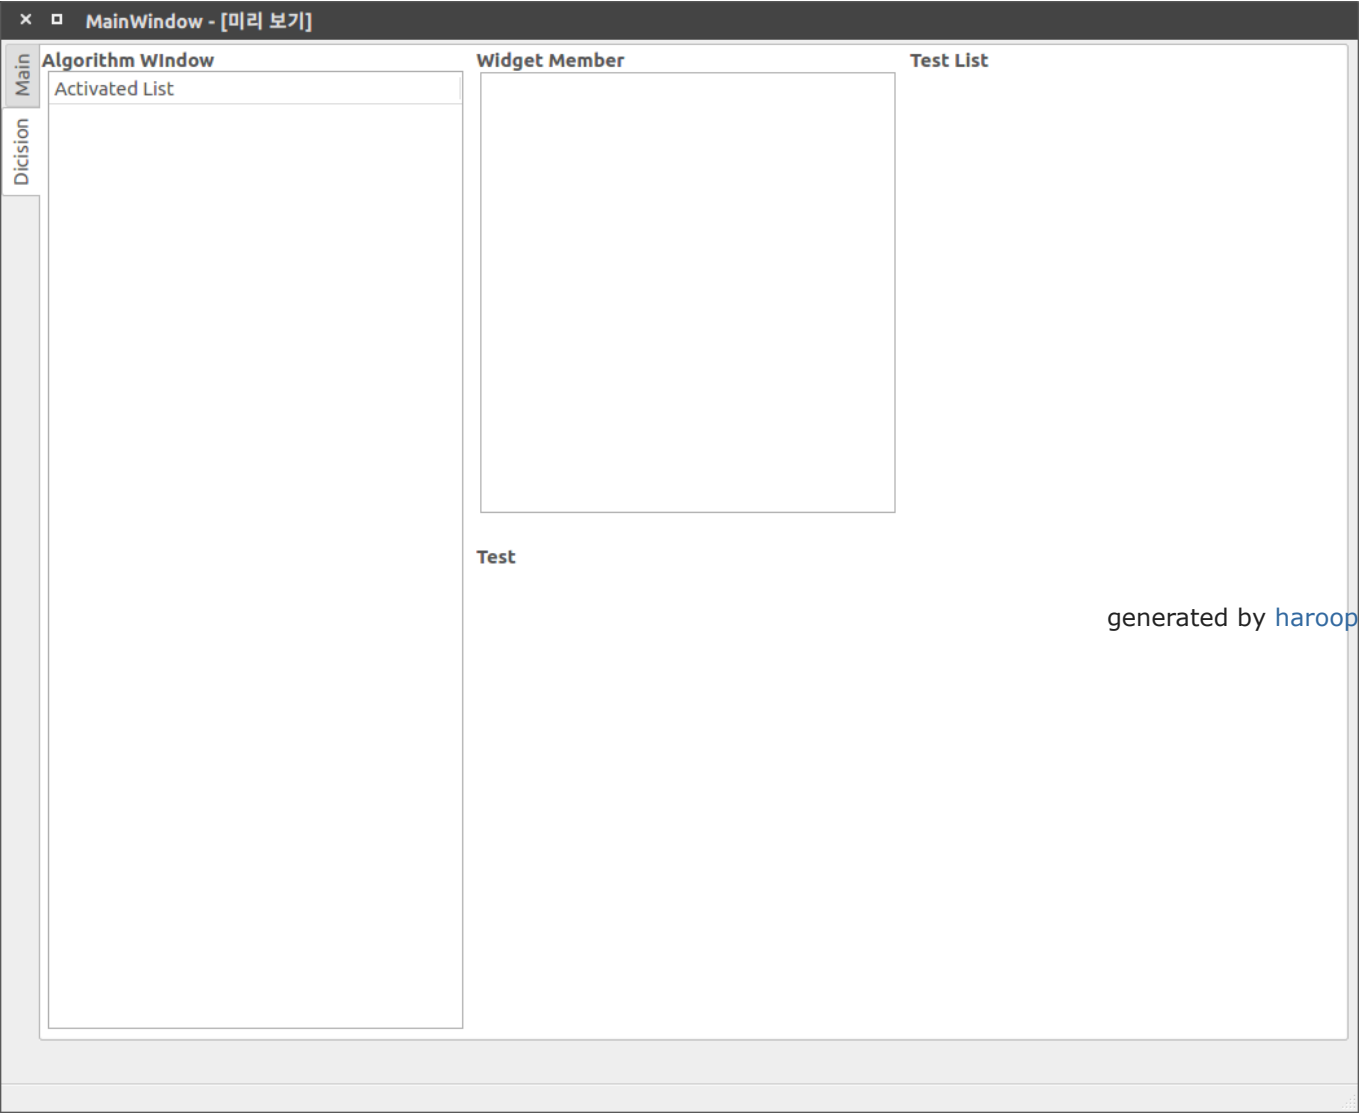 MainWindow - [미리 보기]
Main
Dicision
Algorithm WIndow
Activated List
Widget Member
Test List
Test
generated by haroop